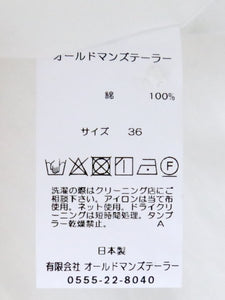 オールドマンズテーラー
綿 100%
サイズ 36
洗濯の際はクリーニング店にご
相談下さい。アイロンは当て布
使用。ネット使用。ドライクリ
ーニングは短時間処理。タンブ
ラー乾燥禁止。 A
日本製
有限会社 オールドマンズテーラー
0555-22-8040